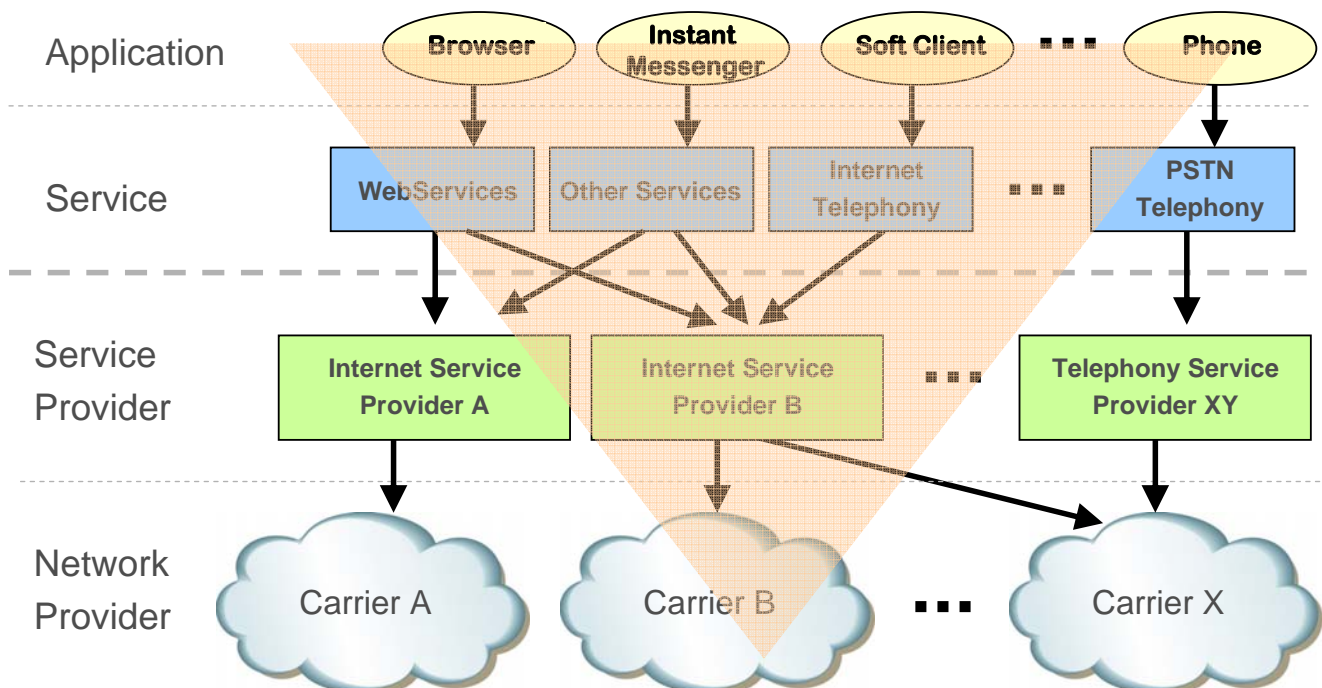 Application
Browser
Instant
Messenger
Soft Client
...
Phone
Service
WebServices
Other Services
Internet
Telephony
...
PSTN
Telephony
Service
Provider
Internet Service
Provider A
Internet Service
Provider B
...
Telephony Service
Provider XY
Network
Provider
Carrier A
Carrier B
...
Carrier X